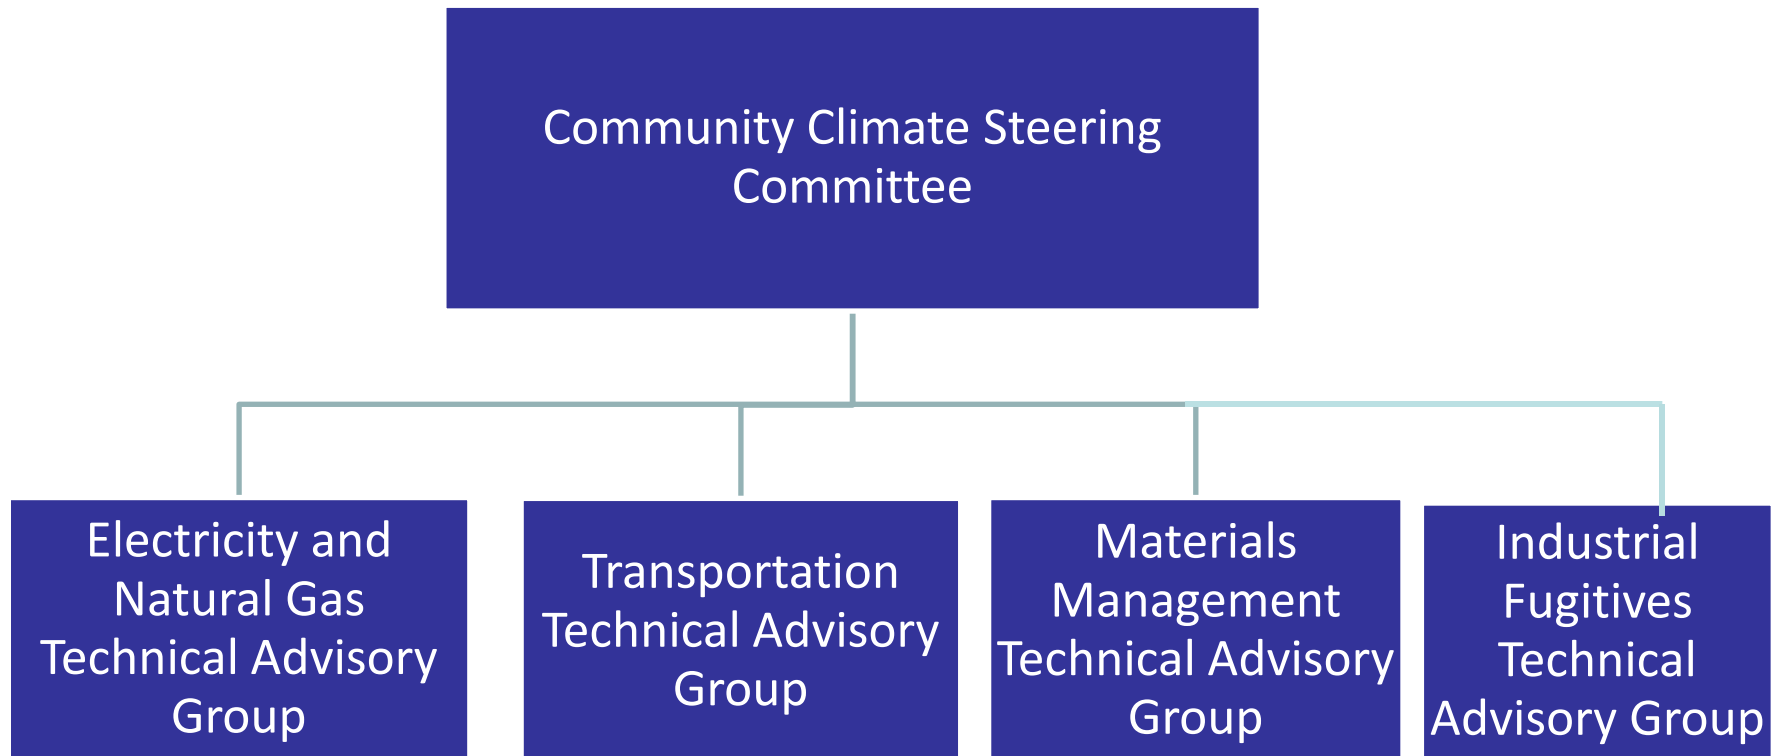 Community Climate Steering
Committee
Electricity and
Natural Gas
Technical Advisory
Group
Transportation
Technical Advisory
Group
Materials
Management
Technical Advisory
Group
Industrial
Fugitives
Technical
Advisory Group